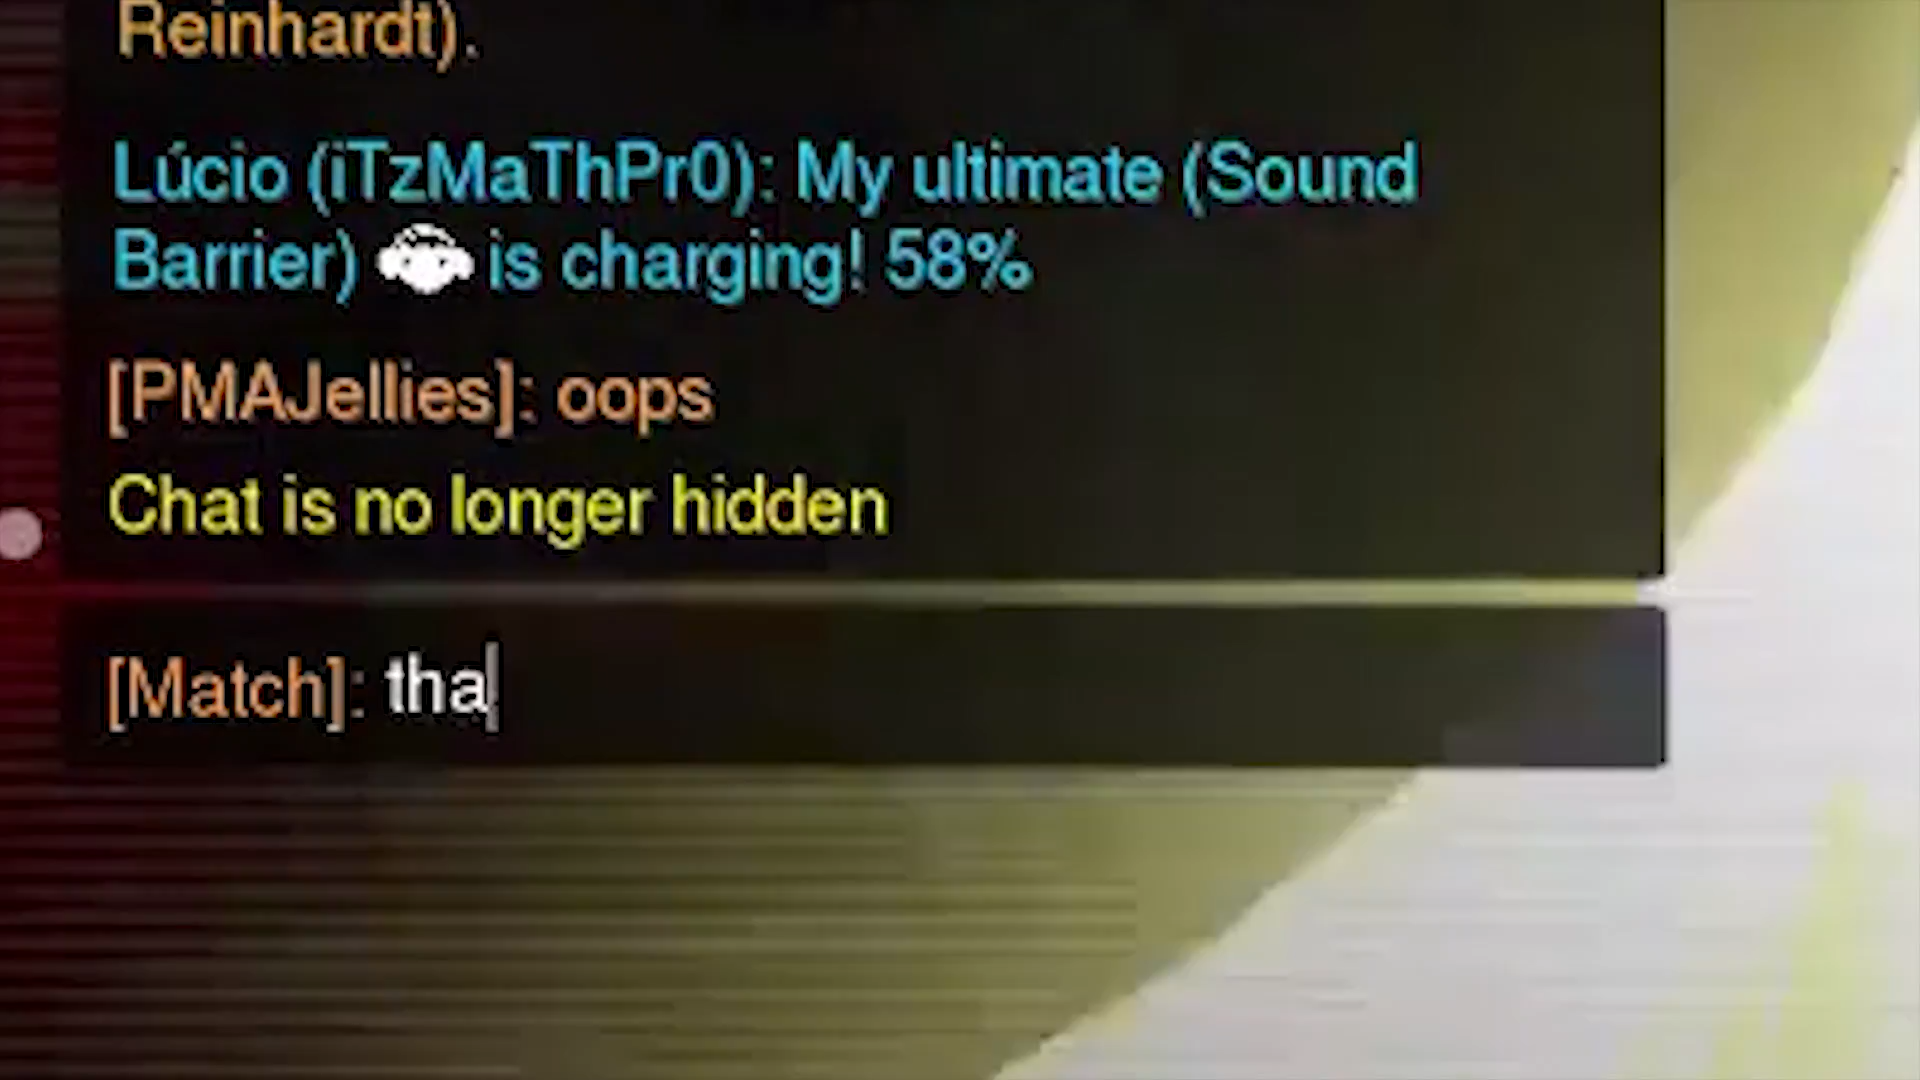 Reinhardt).
Lúcio (iTzMaThPr0): My ultimate (Sound
Barrier) is charging! 58%
[PMAJellies]: oops
Chat is no longer hidden
[Match]: tha